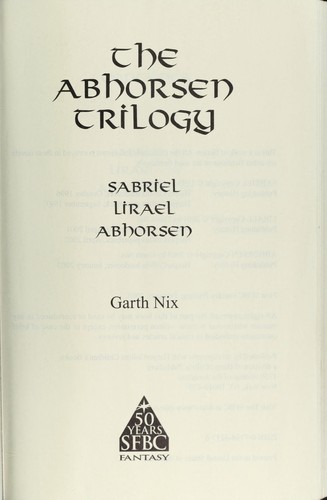 THE
ABHORSEN
TRILOGY
SABRIEL
LIRAEL
ABHORSEN
Garth Nix
50
YEARS
SFBC
FANTASY